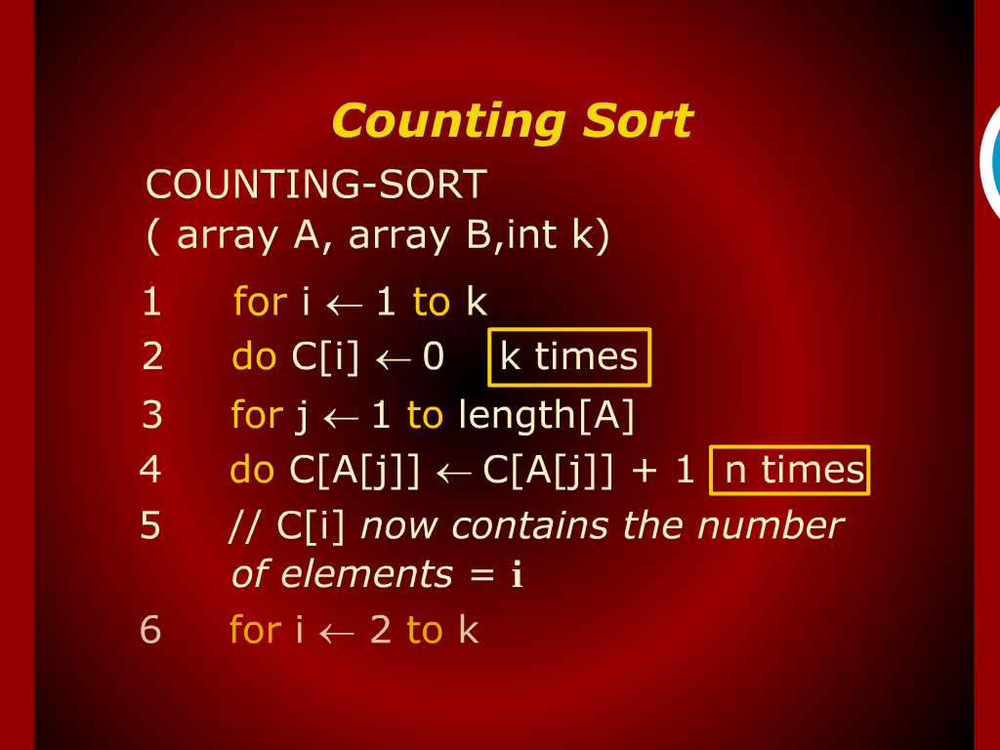 Counting Sort
COUNTING-SORT
( array A, array B,int k)
1 for i ← 1 to k
2 do C[i] ← 0 k times
3 for j ← 1 to length[A]
4 do C[A[j]] ← C[A[j]] + 1 n times
5 // C[i] now contains the number
of elements = i
6 for i ← 2 to k